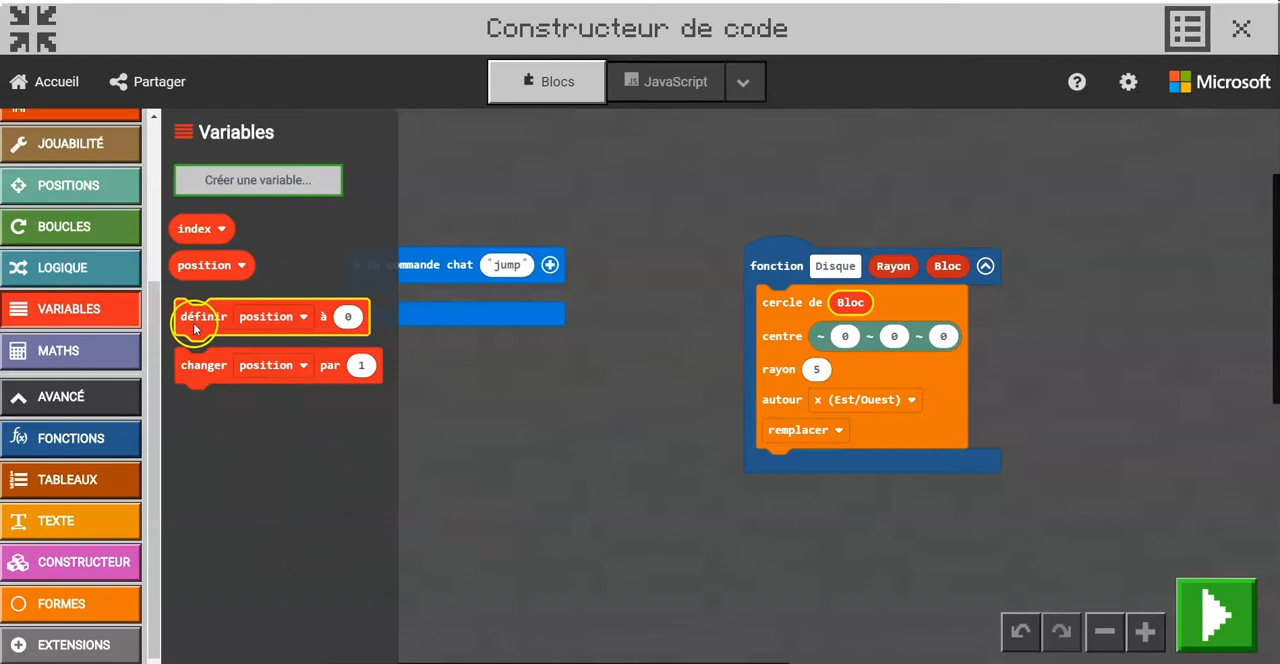 Constructeur de code
Accueil Partager Blocs JavaScript Microsoft
JOUABILITÉ
POSITIONS
BOUCLES
LOGIQUE
VARIABLES
MATHS
AVANCÉ
FONCTIONS
TABLEAUX
TEXTE
CONSTRUCTEUR
FORMES
EXTENSIONS
Variables
Créer une variable...
index
position
définir position à 0
changer position par 1
commande chat "jump"
fonction Disque Rayon Bloc
cercle de Bloc
centre ~ 0 ~ 0 ~ 0
rayon 5
autour x (Est/Ouest)
remplacer